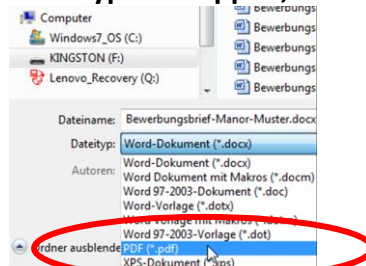 Computer
Windows7_OS (C:)
KINGSTON (F:)
Lenovo_Recovery (Q:)
Bewerbungs
Bewerbungs
Bewerbungs
Bewerbungs
Bewerbungs
Dateiname: Bewerbungsbrief-Manor-Muster.docx
Dateityp: Word-Dokument (*.docx)
Autoren:
Word-Dokument (*.docx)
Word Dokument mit Makros (*.docm)
Word 97-2003-Dokument (*.doc)
Word-Vorlage (*.dotx)
Word-Vorlage mit Makros (*.dotm)
Word 97-2003-Vorlage (*.dot)
Ordner ausblende
PDF (*.pdf)
XPS-Dokument (*.xps)